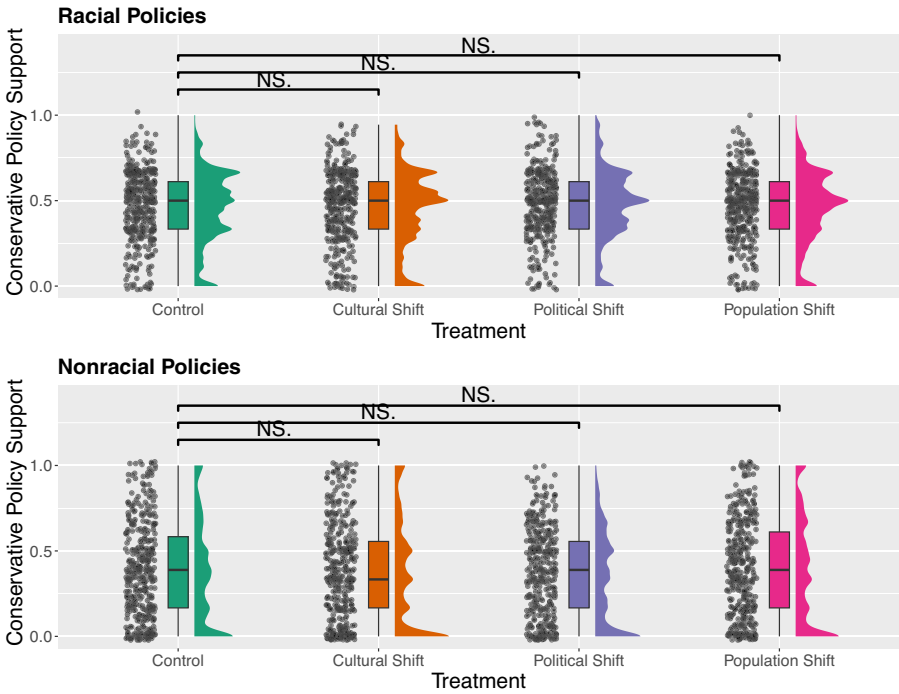 Racial Policies
Conservative Policy Support
NS.
NS.
NS.
1.0
0.5
0.0
Control
Cultural Shift
Political Shift
Population Shift
Treatment
Nonracial Policies
Conservative Policy Support
NS.
NS.
NS.
1.0
0.5
0.0
Control
Cultural Shift
Political Shift
Population Shift
Treatment